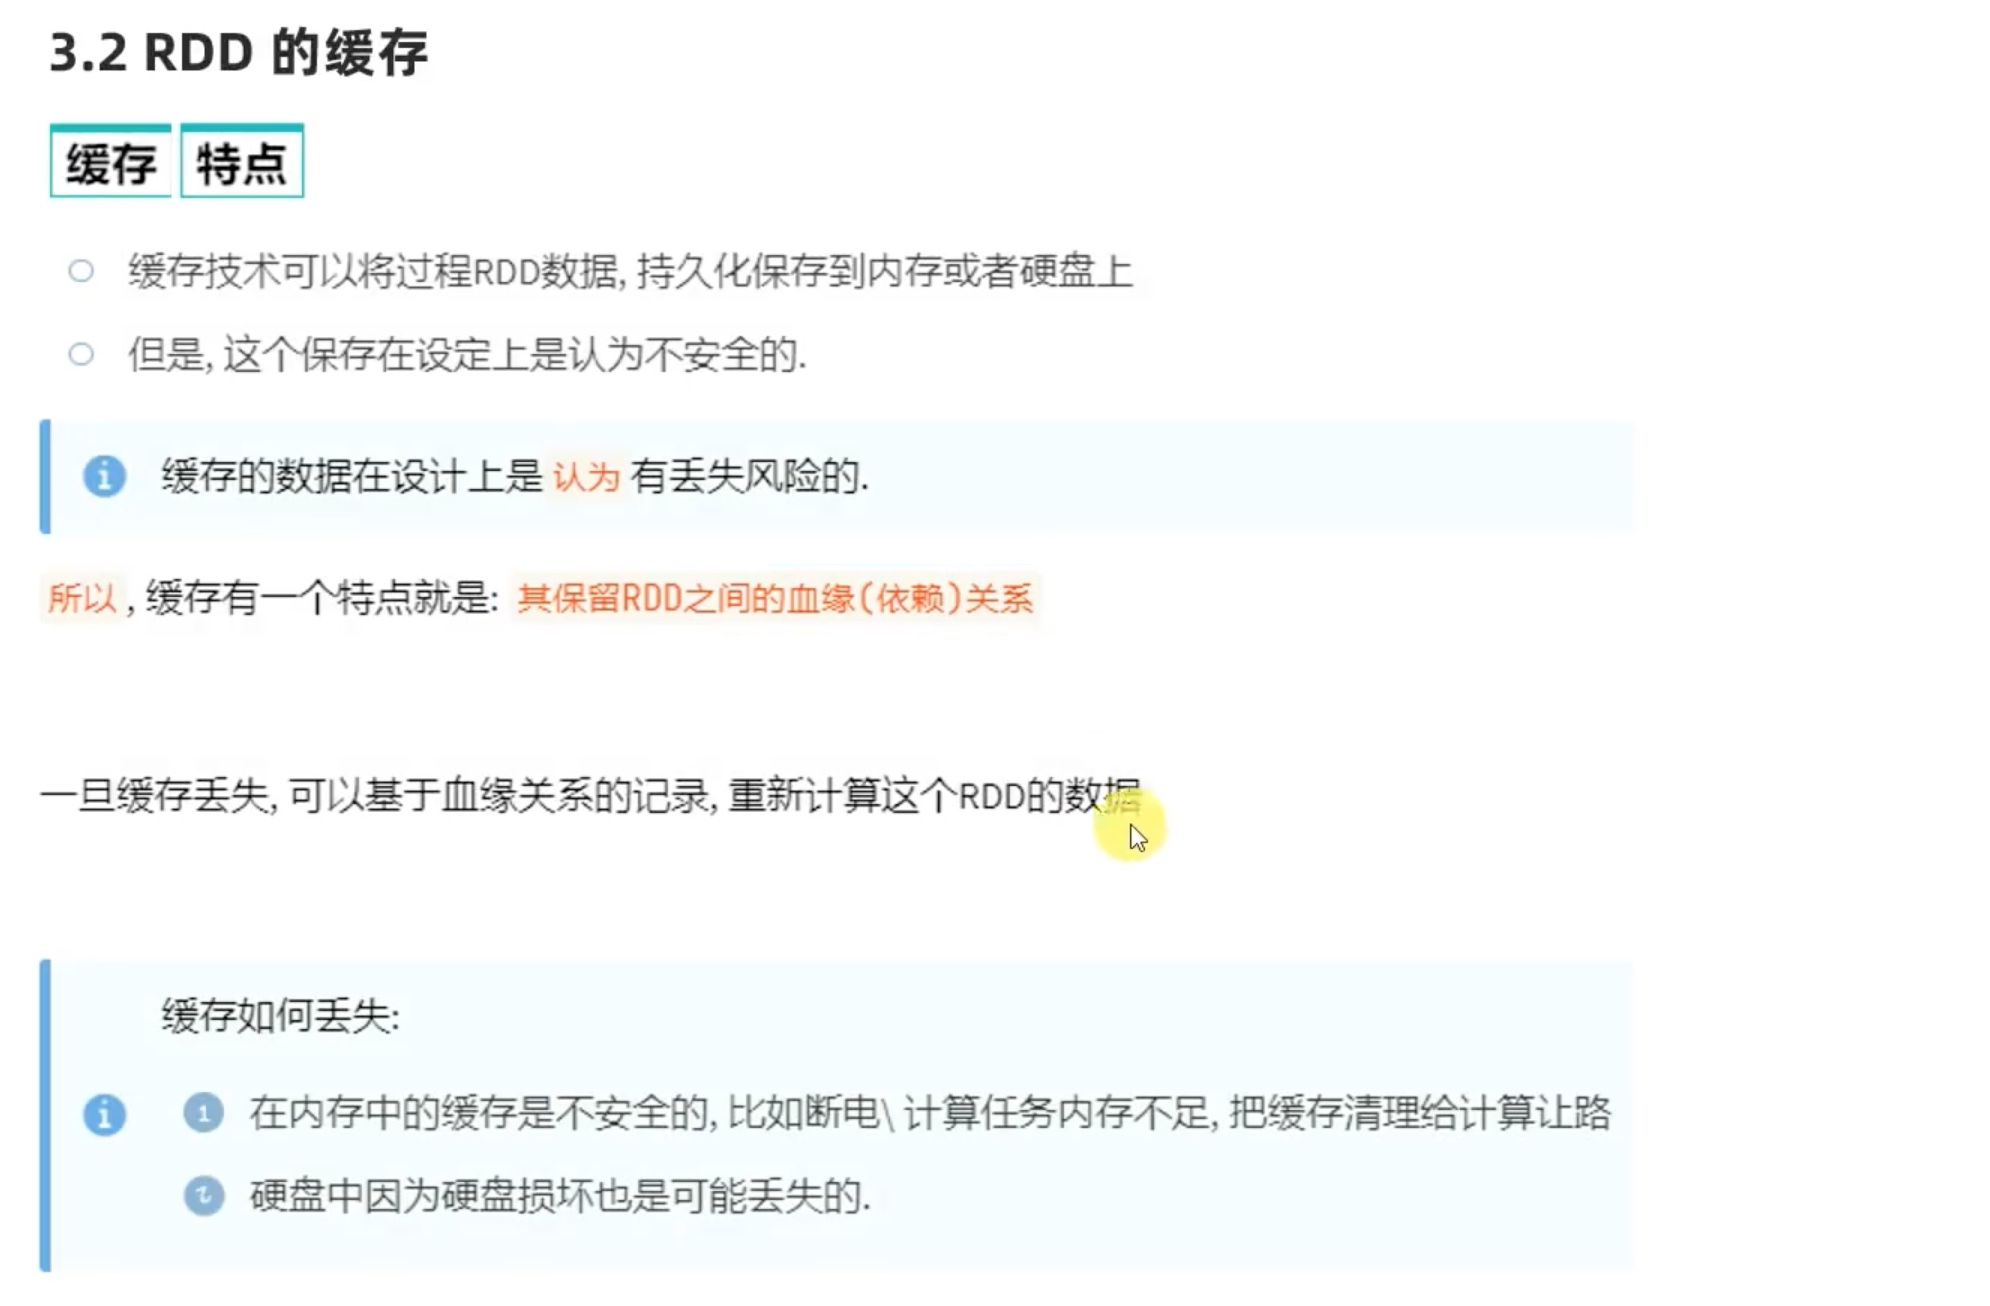 3.2 RDD 的缓存
缓存 特点
缓存技术可以将过程RDD数据, 持久化保存到内存或者硬盘上
但是, 这个保存在设定上是认为不安全的.
缓存的数据在设计上是 认为 有丢失风险的.
所以 , 缓存有一个特点就是: 其保留RDD之间的血缘(依赖)关系
一旦缓存丢失, 可以基于血缘关系的记录, 重新计算这个RDD的数据
缓存如何丢失:
1 在内存中的缓存是不安全的, 比如断电\ 计算任务内存不足, 把缓存清理给计算让路
2 硬盘中因为硬盘损坏也是可能丢失的.